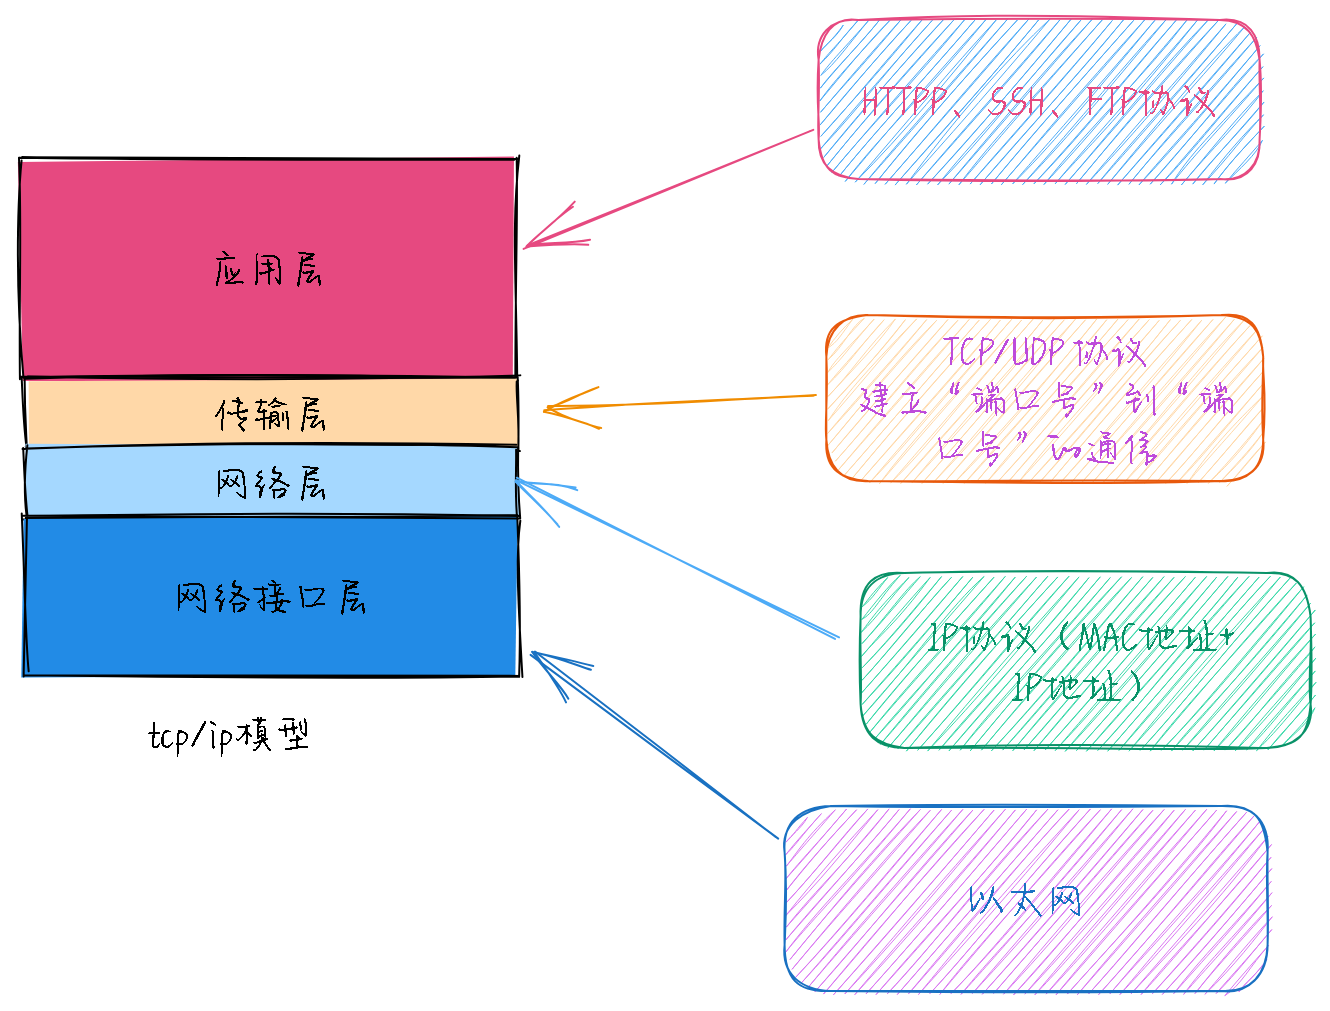 HTTPP、SSH、FTP协议
应用层
TCP/UDP 协议
建立“端口号”到“端
口号”的通信
传输层
网络层
网络接口层
IP协议（MAC地址+
IP地址）
tcp/ip模型
以太网